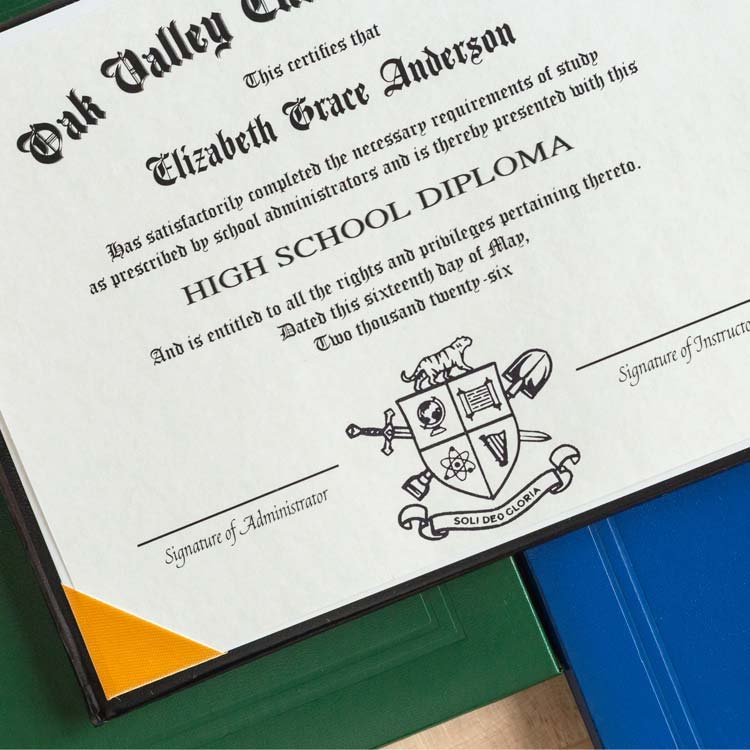 Oak Valley
This certifies that
Elizabeth Grace Anderson
Has satisfactorily completed the necessary requirements of study
as prescribed by school administrators and is thereby presented with this
HIGH SCHOOL DIPLOMA
And is entitled to all the rights and privileges pertaining thereto.
Dated this sixteenth day of May,
Two thousand twenty-six
Signature of Instructo
Signature of Administrator
SOLI DEO GLORIA